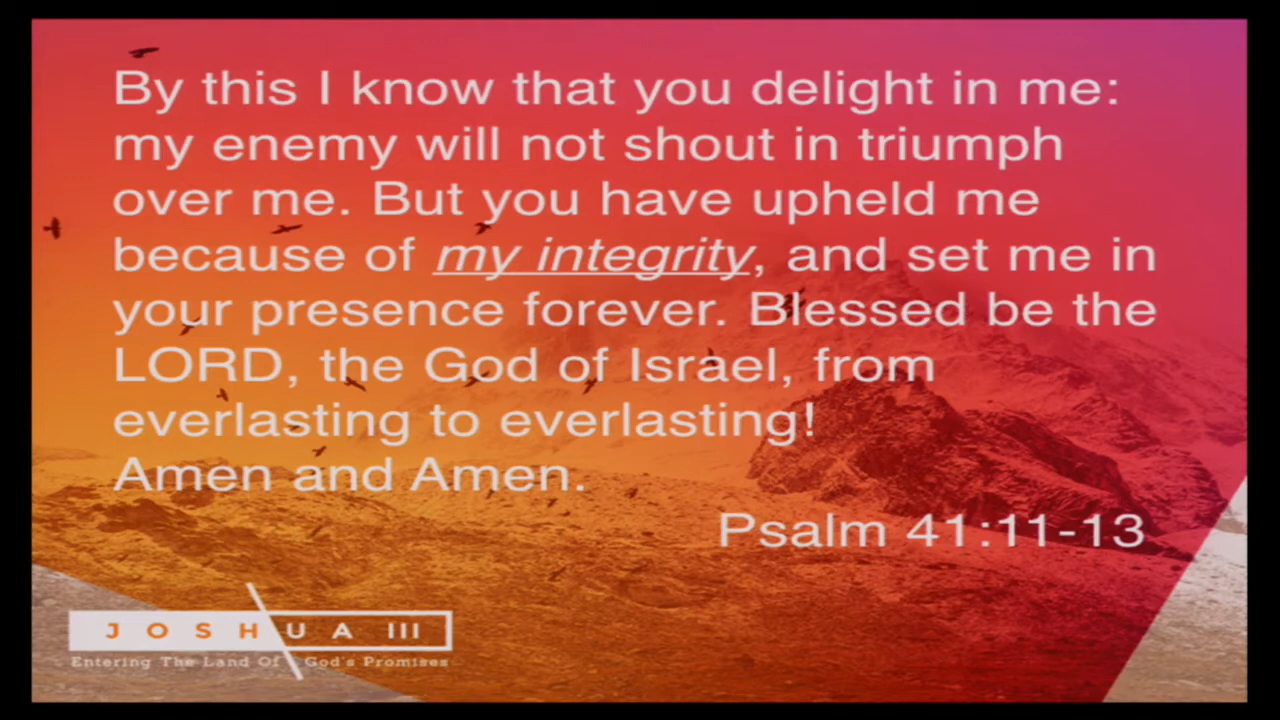 By this I know that you delight in me:
my enemy will not shout in triumph
over me. But you have upheld me
because of my integrity, and set me in
your presence forever. Blessed be the
LORD, the God of Israel, from
everlasting to everlasting!
Amen and Amen.
Psalm 41:11-13
JOSHUA III
Entering The Land Of God's Promises